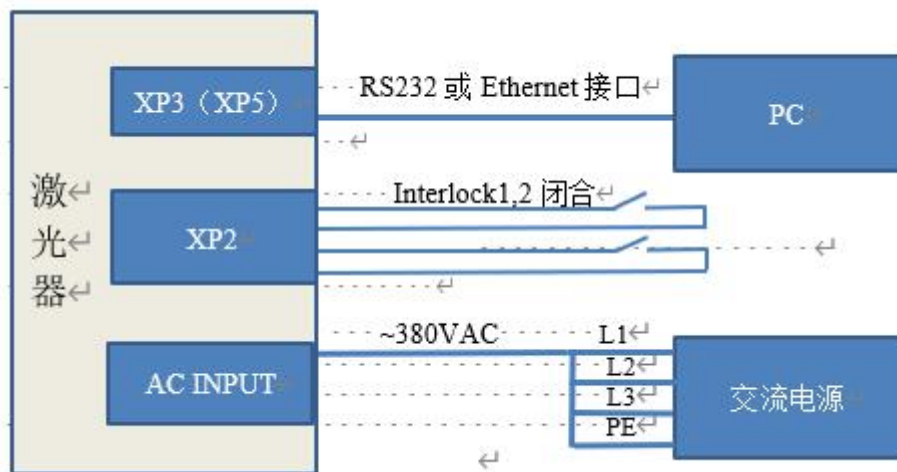 激光器
XP3（XP5）
RS232 或 Ethernet 接口
PC
XP2
Interlock1,2 闭合
AC INPUT
~380VAC
L1
L2
L3
PE
交流电源